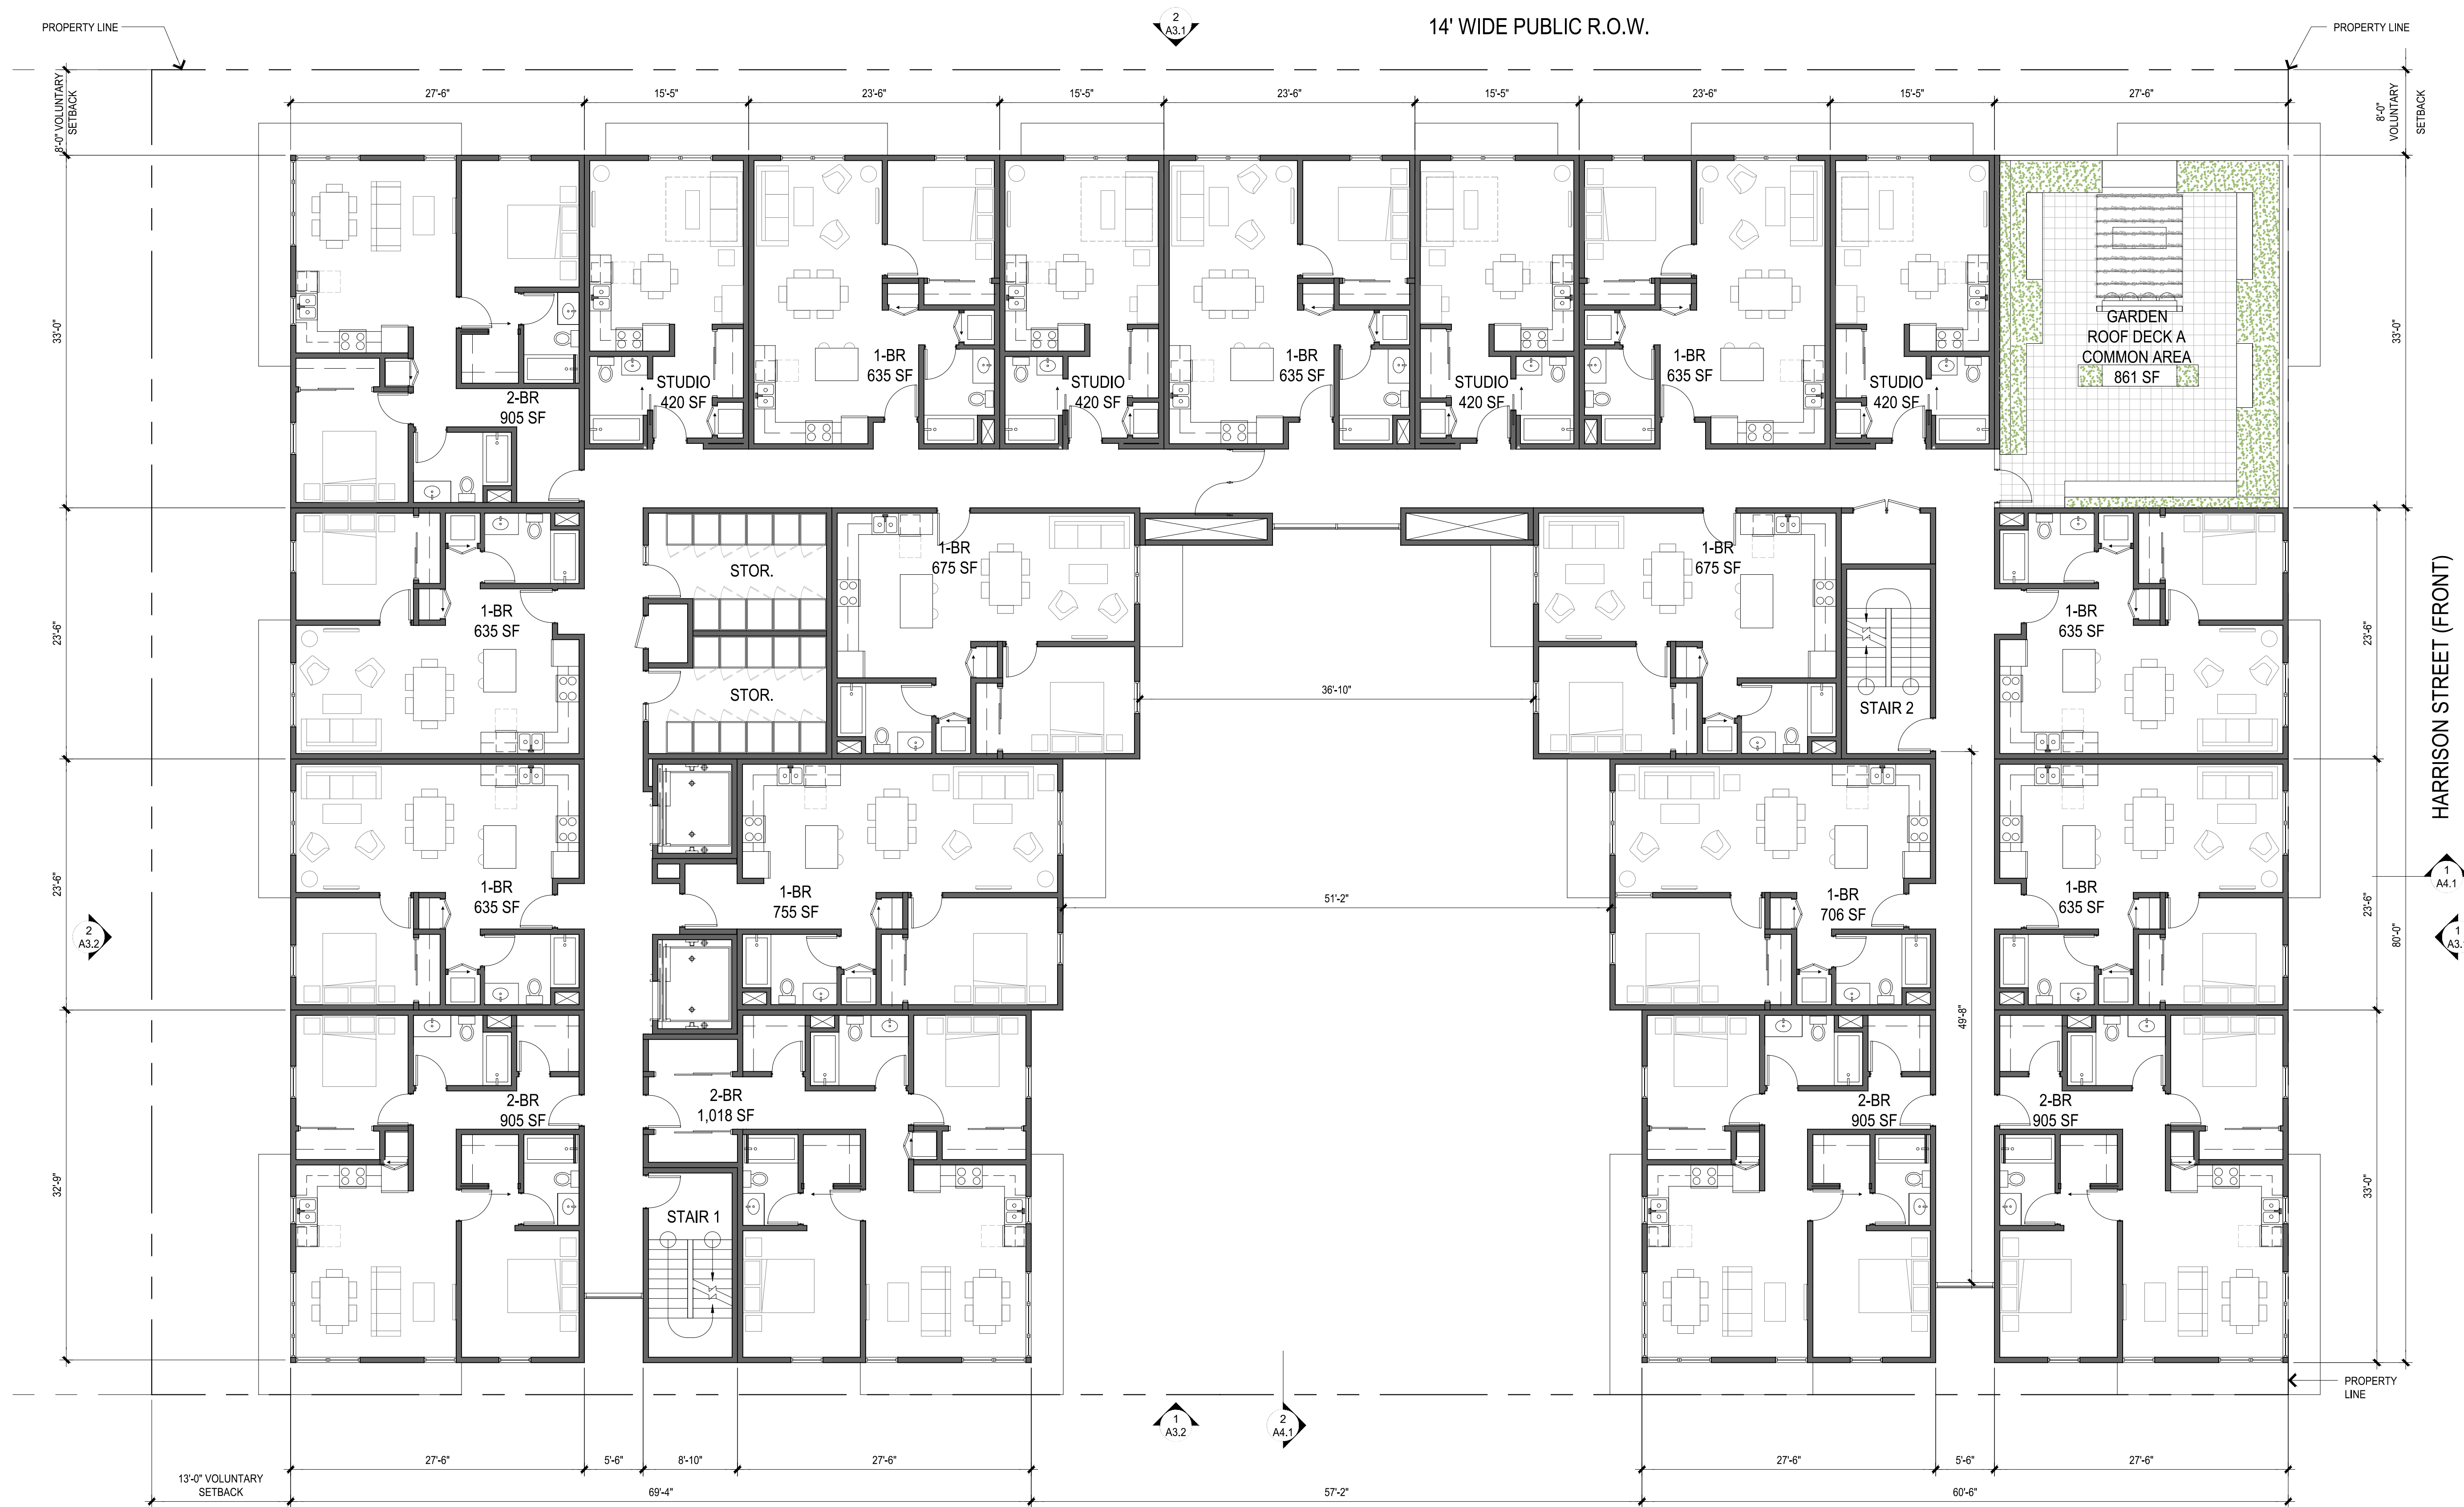 2
A3.1
14' WIDE PUBLIC R.O.W.
PROPERTY LINE
PROPERTY LINE
8'-0" VOLUNTARY
SETBACK
27'-6"
15'-5"
23'-6"
15'-5"
23'-6"
15'-5"
23'-6"
15'-5"
27'-6"
8'-0"
VOLUNTARY
SETBACK
33'-0"
2-BR
905 SF
STUDIO
420 SF
1-BR
635 SF
STUDIO
420 SF
1-BR
635 SF
STUDIO
420 SF
1-BR
635 SF
STUDIO
420 SF
GARDEN
ROOF DECK A
COMMON AREA
861 SF
33'-0"
23'-6"
1-BR
635 SF
STOR.
STOR.
1-BR
675 SF
36'-10"
1-BR
675 SF
STAIR 2
1-BR
635 SF
23'-6"
HARRISON STREET (FRONT)
23'-6"
2
A3.2
1-BR
635 SF
1-BR
755 SF
51'-2"
1-BR
706 SF
1-BR
635 SF
23'-6"
80'-0"
1
A4.1
1
A3.
49'-8"
32'-9"
2-BR
905 SF
2-BR
1,018 SF
STAIR 1
2-BR
905 SF
2-BR
905 SF
33'-0"
PROPERTY
LINE
1
A3.2
2
A4.1
13'-0" VOLUNTARY
SETBACK
27'-6"
5'-6"
8'-10"
27'-6"
27'-6"
5'-6"
27'-6"
69'-4"
57'-2"
60'-6"